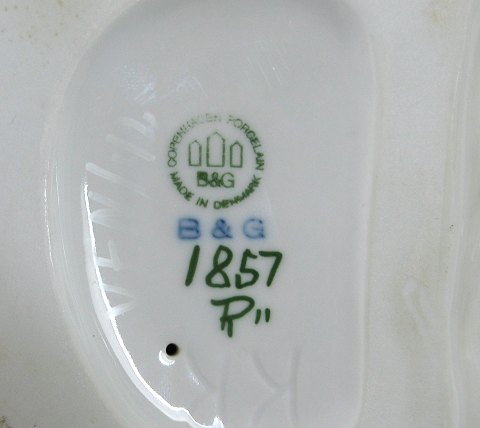 COPENHAGEN PORCELAIN
B&G
MADE IN DENMARK
B & G
1857